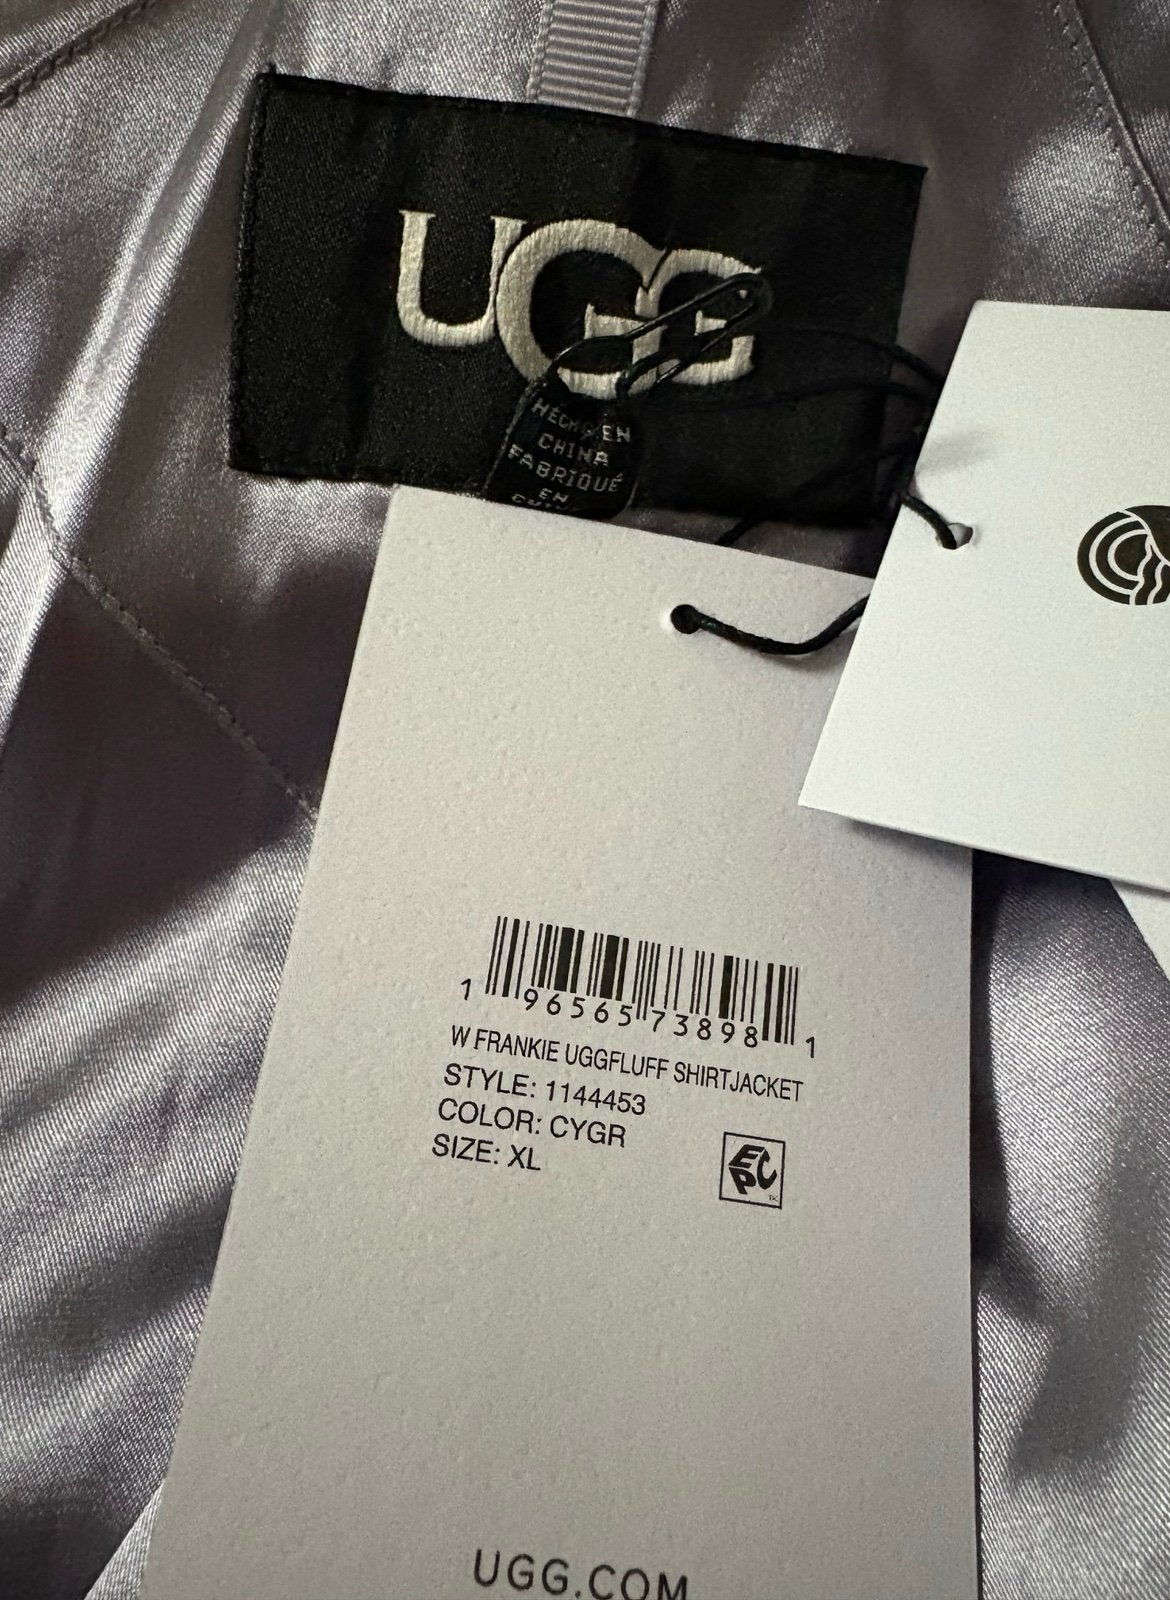 UGG
HECHO EN
CHINA
FABRIQUÉ
EN
1 96565 73898 1
W FRANKIE UGGFLUFF SHIRTJACKET
STYLE: 1144453
COLOR: CYGR
SIZE: XL
EPC
UGG.COM